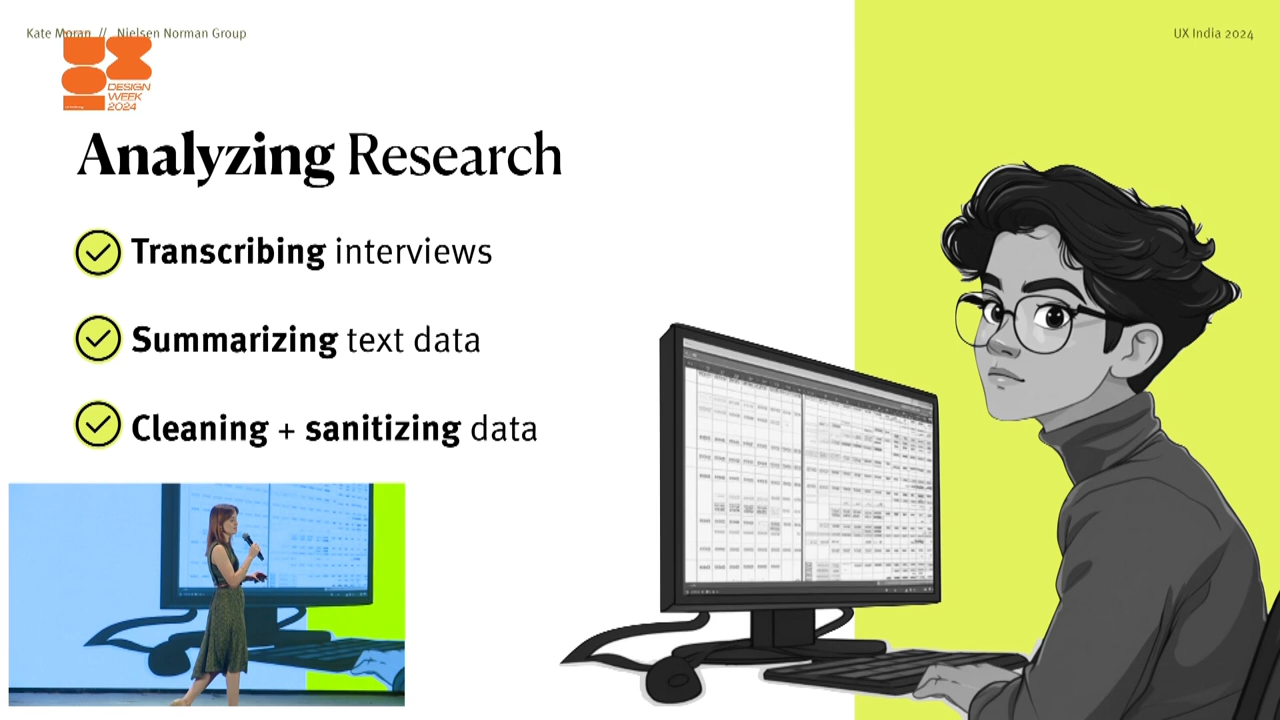 Kate Moran // Nielsen Norman Group
UX India 2024
DESIGN
WEEK
2024
Analyzing Research
Transcribing interviews
Summarizing text data
Cleaning + sanitizing data